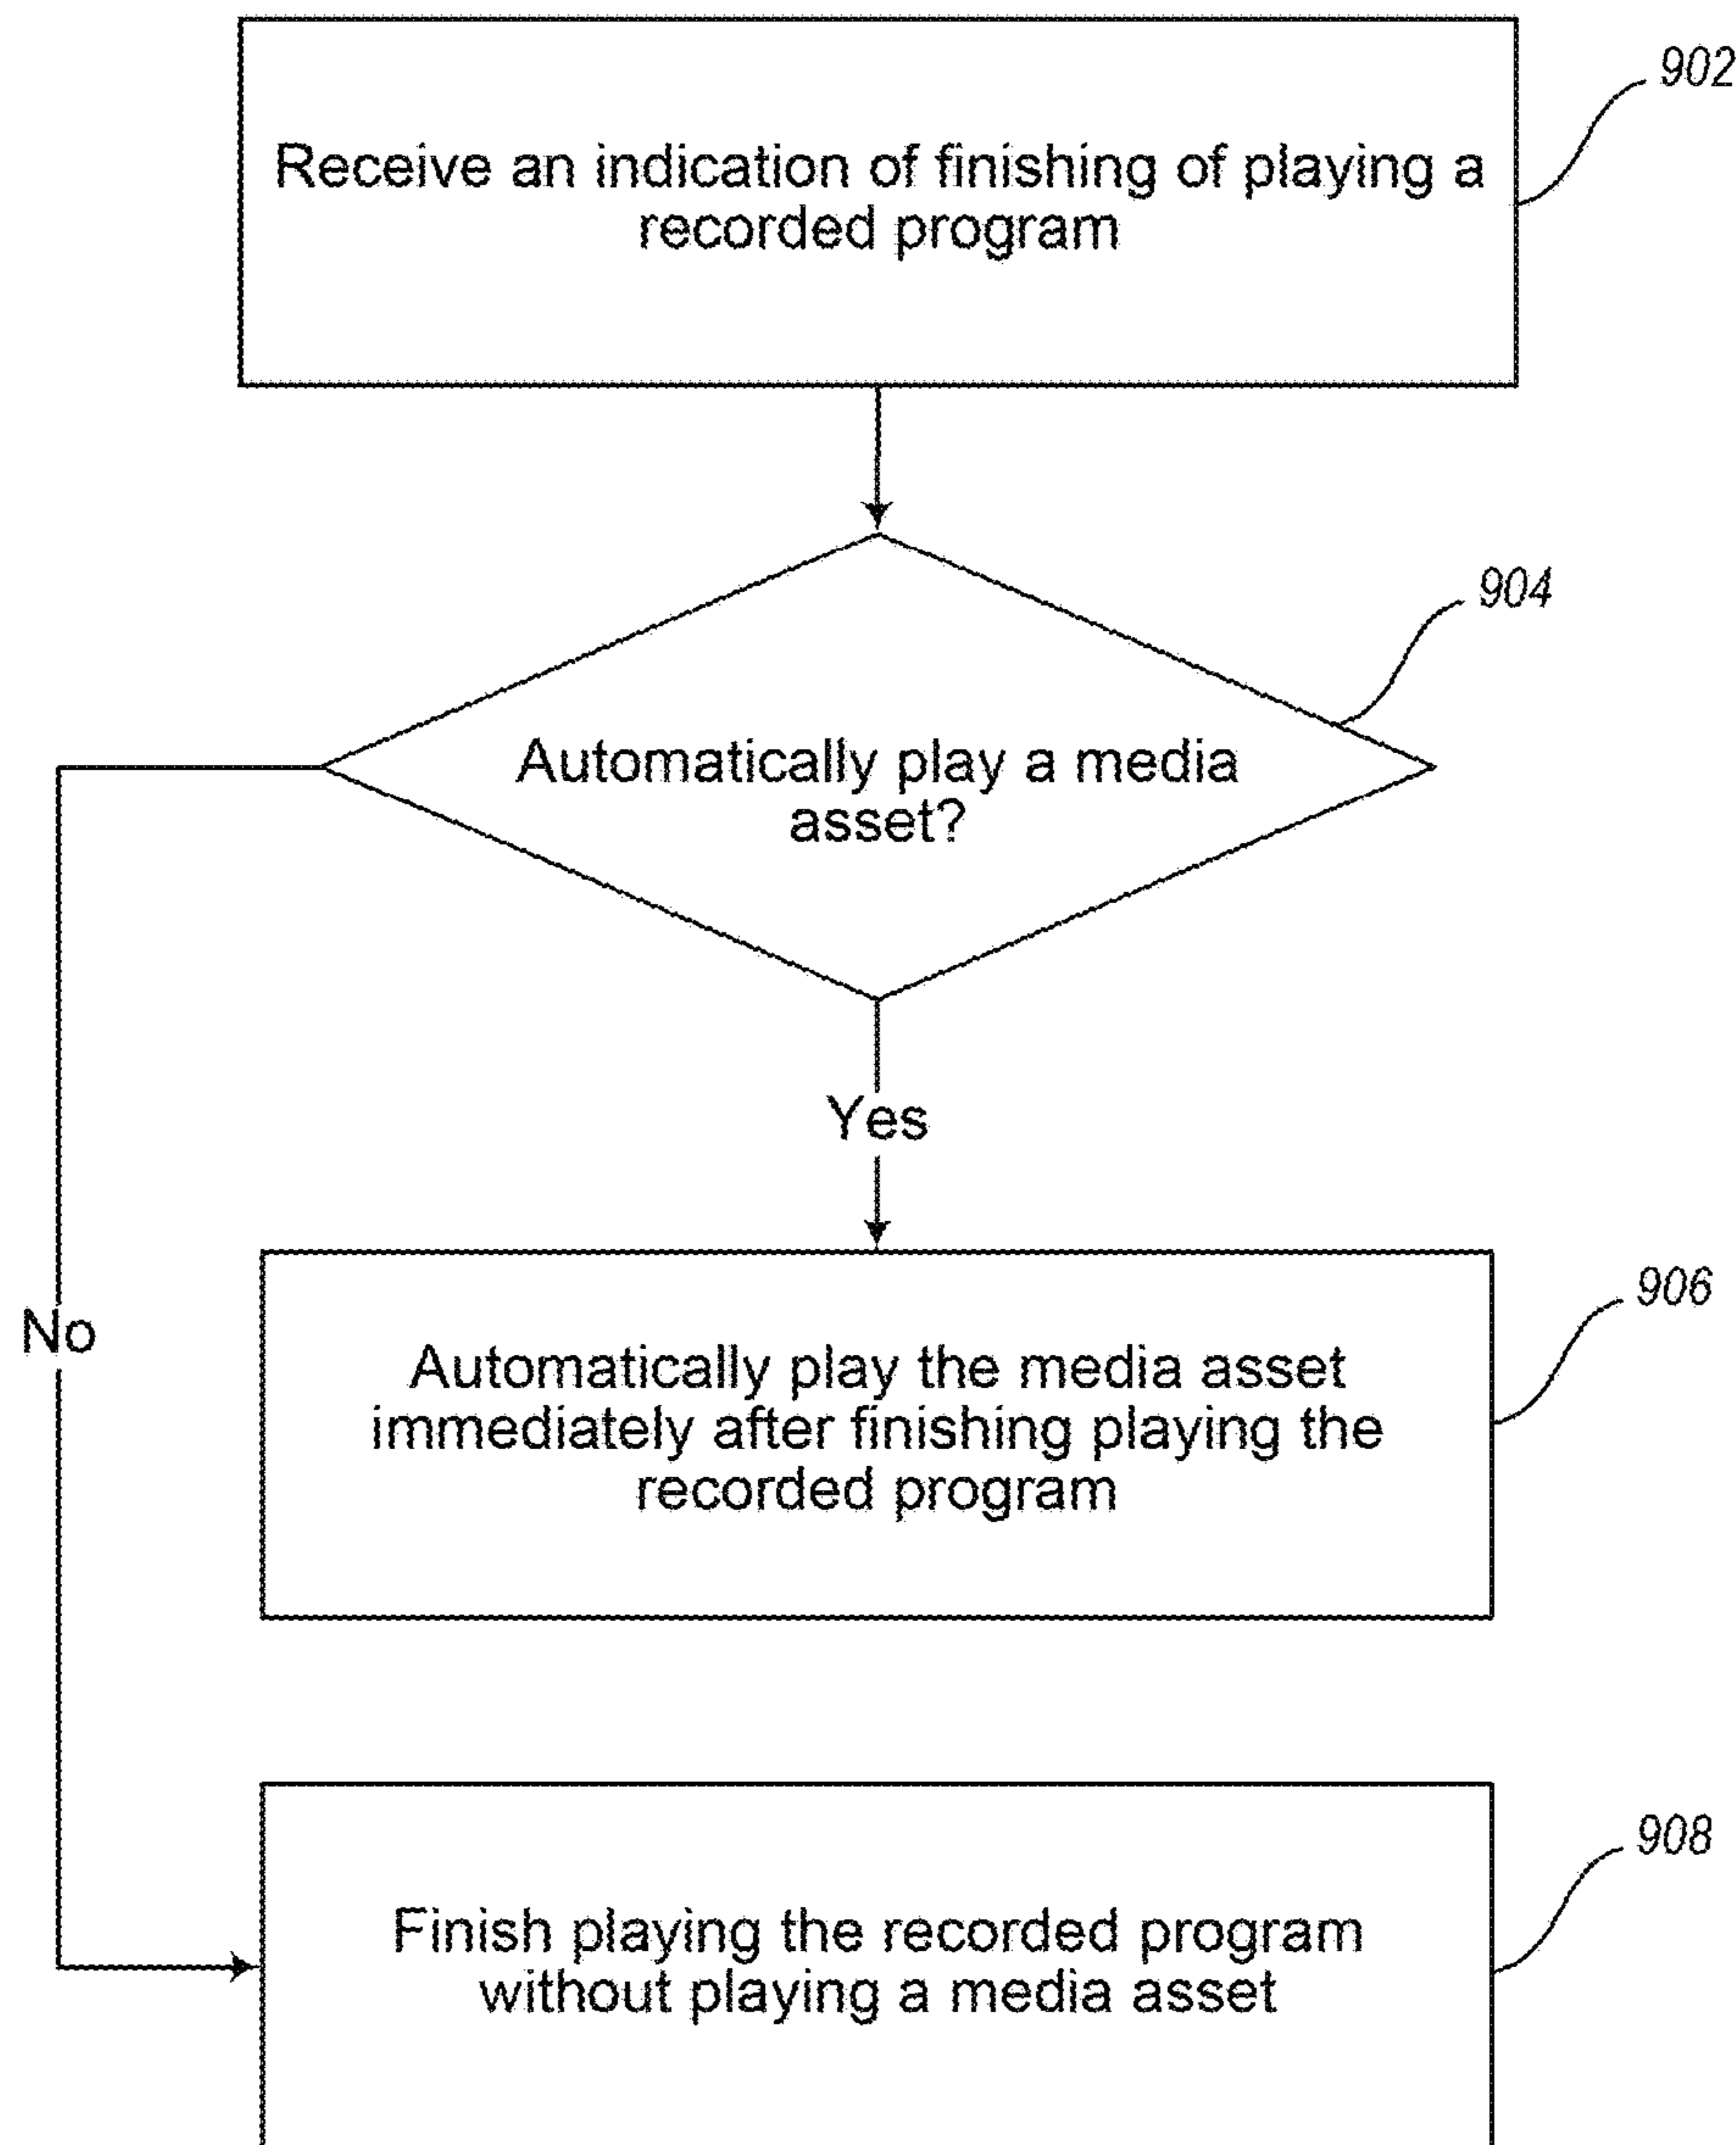 902
Receive an indication of finishing of playing a
recorded program
904
Automatically play a media
asset?
Yes
No
906
Automatically play the media asset
immediately after finishing playing the
recorded program
908
Finish playing the recorded program
without playing a media asset